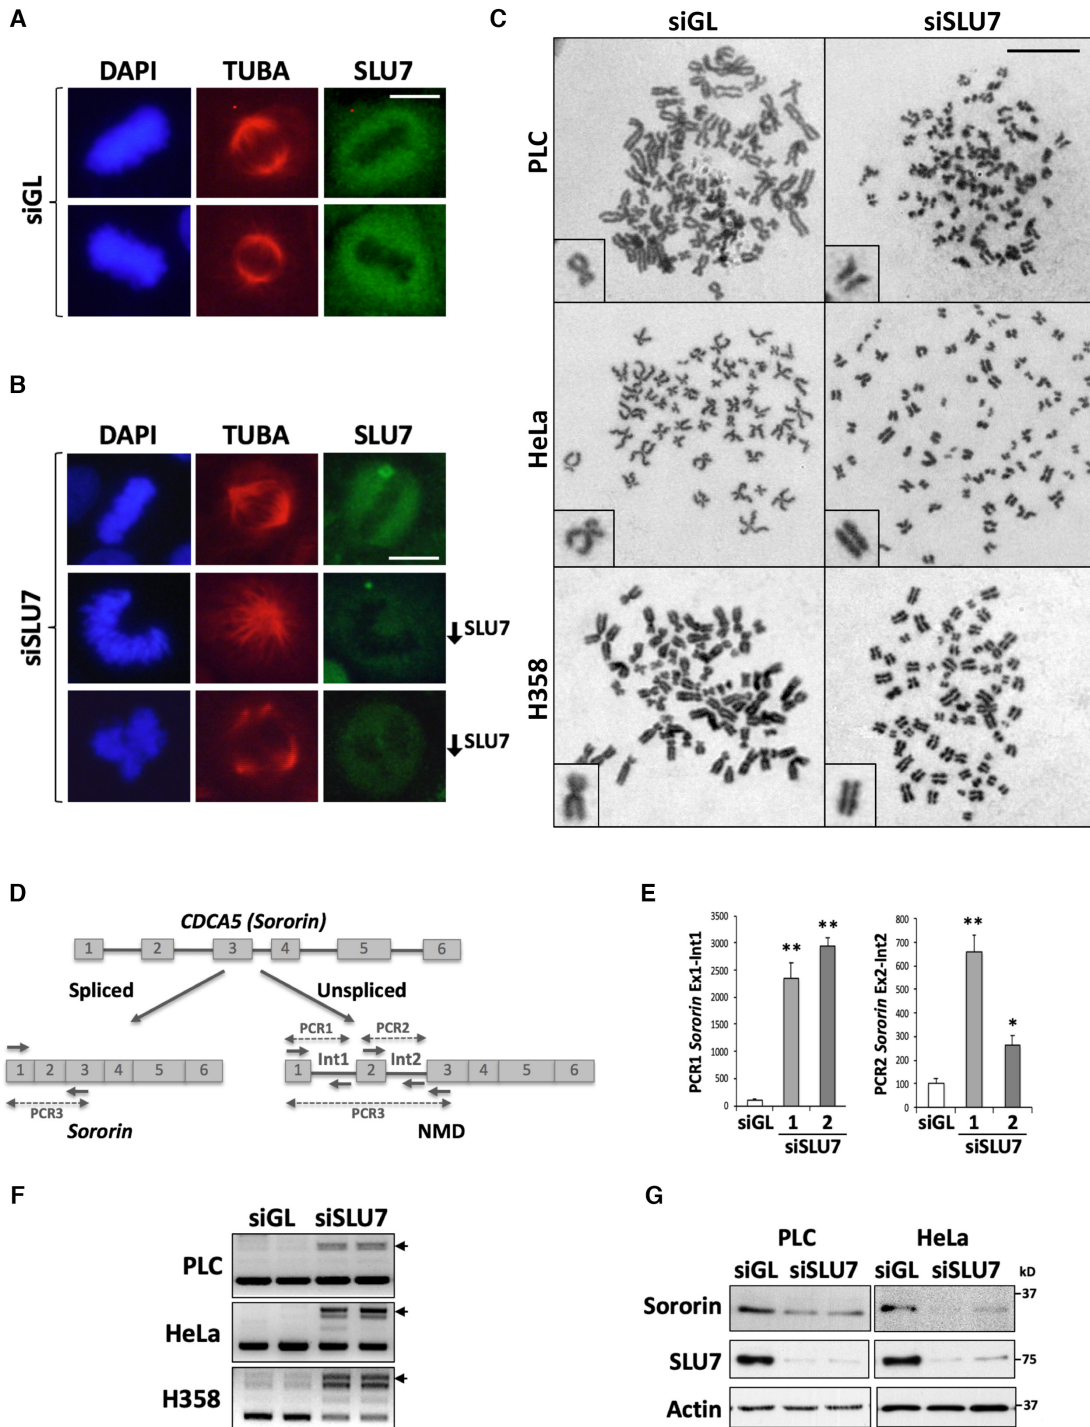 A
DAPI TUBA SLU7
siGL
B
DAPI TUBA SLU7
siSLU7
SLU7
SLU7
C
siGL siSLU7
PLC
HeLa
H358
D
CDCA5 (Sororin)
1 2 3 4 5 6
Spliced Unspliced
PCR1 PCR2
Int1 Int2
1 2 3 4 5 6
1 2 3 4 5 6
PCR3 PCR3
Sororin NMD
E
PCR1 Sororin Ex1-Int1
3500
3000
2500
2000
1500
1000
500
0
** **
siGL 1 2
siSLU7
PCR2 Sororin Ex2-Int2
800
700
600
500
400
300
200
100
0
** *
siGL 1 2
siSLU7
F
siGL siSLU7
PLC
HeLa
H358
G
PLC HeLa
siGL siSLU7 siGL siSLU7 kD
Sororin -37
SLU7 -75
Actin -37